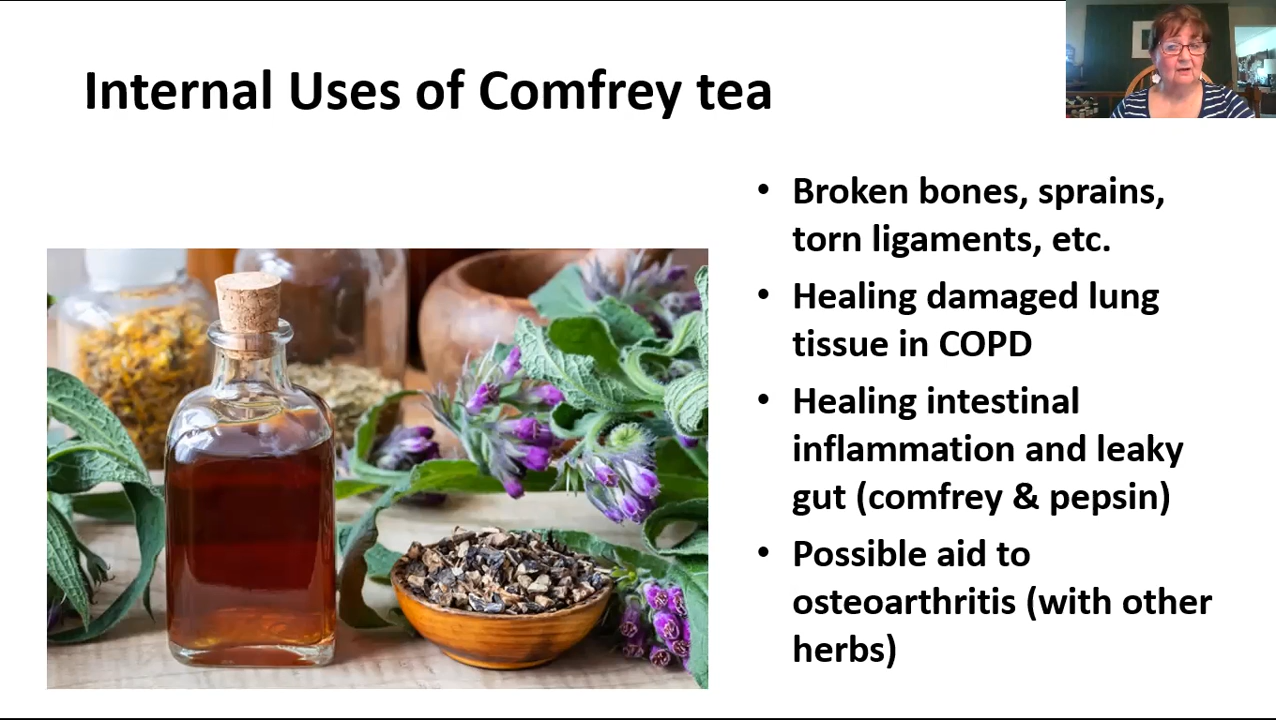 Internal Uses of Comfrey tea
• Broken bones, sprains,
torn ligaments, etc.
• Healing damaged lung
tissue in COPD
• Healing intestinal
inflammation and leaky
gut (comfrey & pepsin)
• Possible aid to
osteoarthritis (with other
herbs)